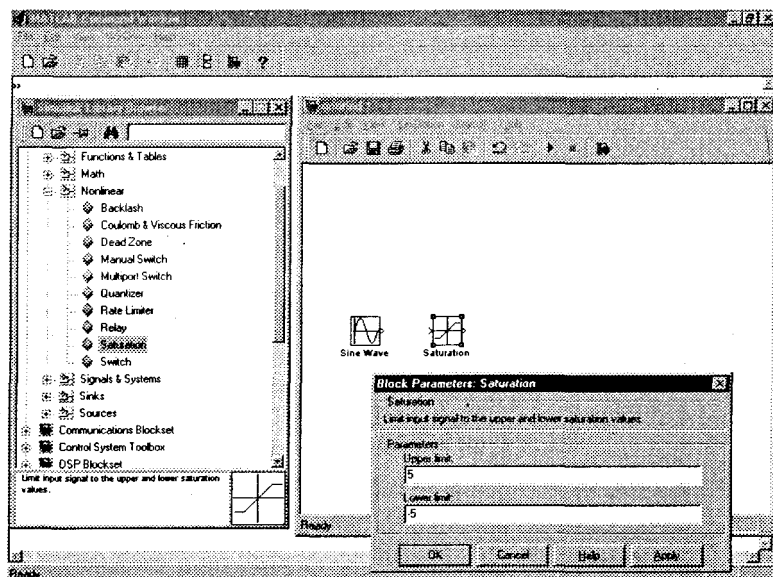 MATLAB Command Window
?
»
Functions & Tables
Math
Nonlinear
Backlash
Coulomb & Viscous Friction
Dead Zone
Manual Switch
Multiport Switch
Quantizer
Rate Limiter
Relay
Saturation
Switch
Signals & Systems
Sinks
Sources
Communications Blockset
Control System Toolbox
DSP Blockset
Limit input signal to the upper and lower saturation
values.
Sine Wave
Saturation
Block Parameters: Saturation
Saturation
Limit input signal to the upper and lower saturation values.
Parameters
Upper limit:
5
Lower limit:
-5
OK
Cancel
Help
Apply
Ready
Ready